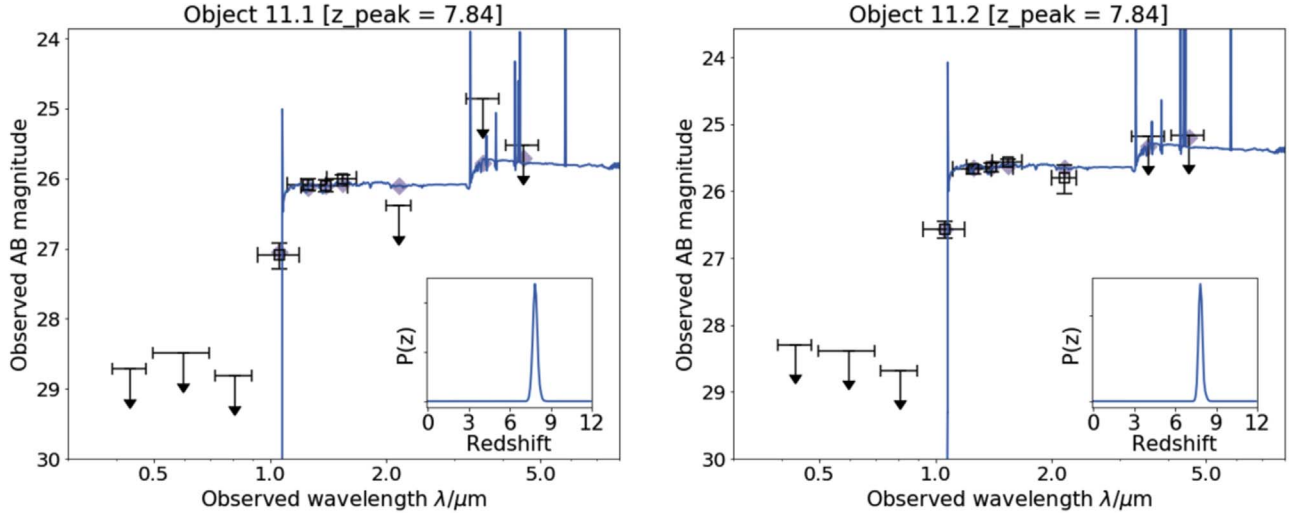 Object 11.1 [z_peak = 7.84]
24
25
26
27
28
29
30
Observed AB magnitude
0.5 1.0 2.0 5.0
Observed wavelength λ/μm
P(z)
0 3 6 9 12
Redshift
Object 11.2 [z_peak = 7.84]
24
25
26
27
28
29
30
Observed AB magnitude
0.5 1.0 2.0 5.0
Observed wavelength λ/μm
P(z)
0 3 6 9 12
Redshift